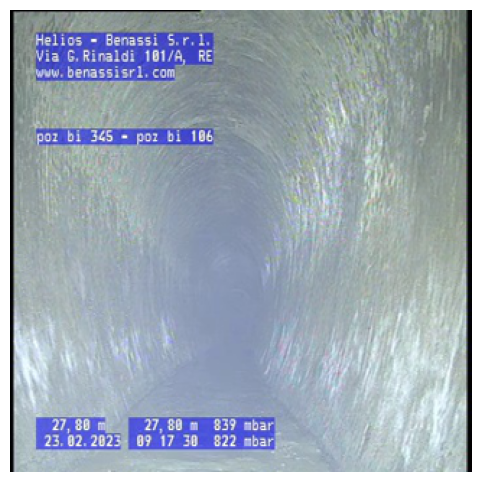 Helios - Benassi S.r.l.
Via G.Rinaldi 101/A, RE
www.benassisrl.com
poz bi 345 - poz bi 106
27,80 m 27,80 m 839 mbar
23.02.2023 09 17 30 822 mbar